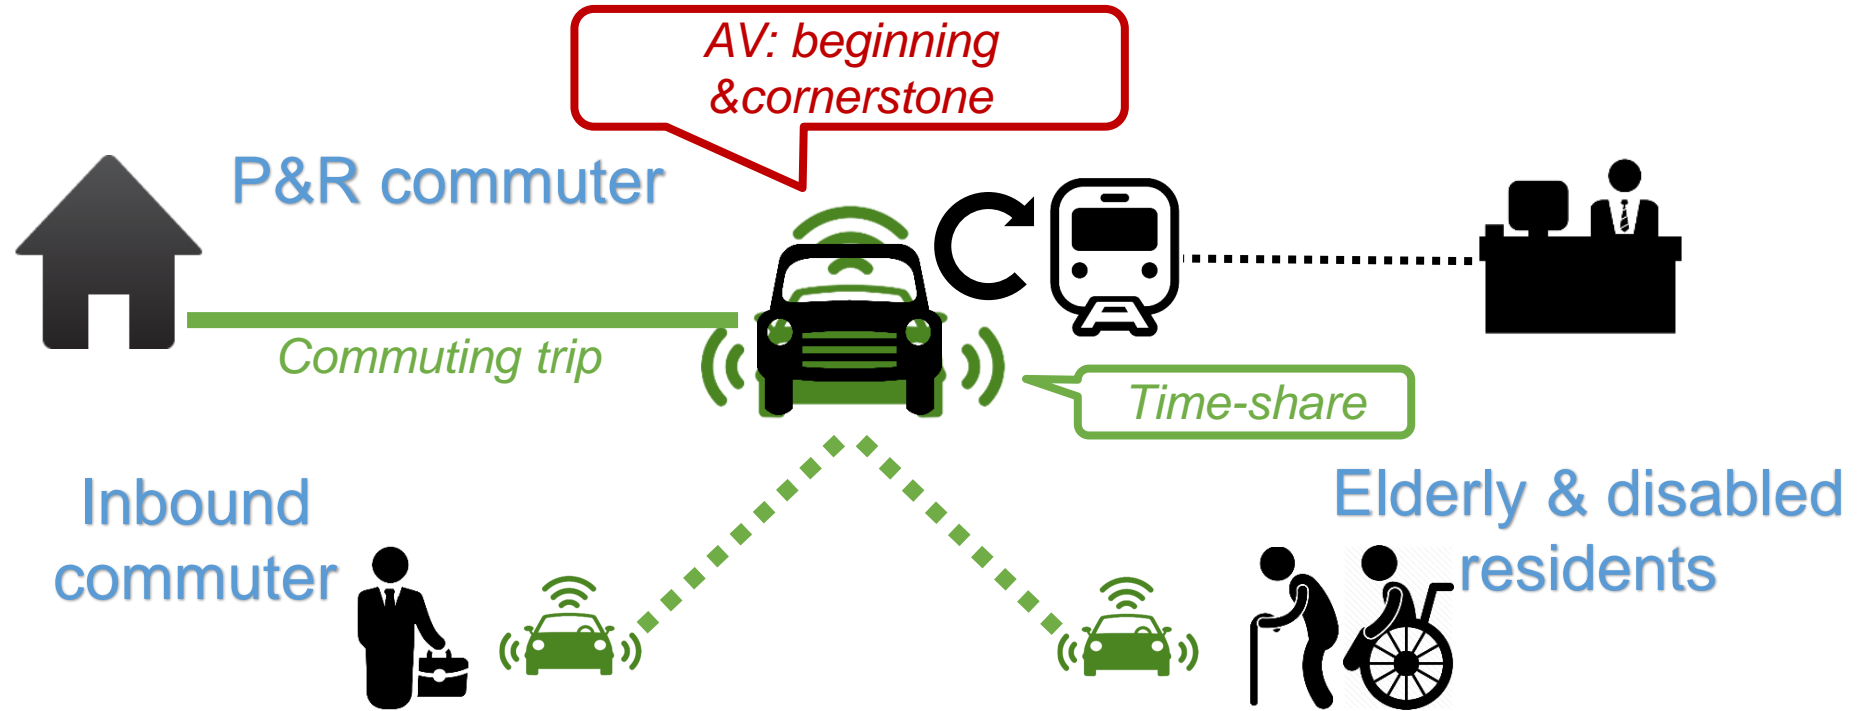 AV: beginning
&cornerstone
P&R commuter
Commuting trip
Time-share
Inbound
commuter
Elderly & disabled
residents